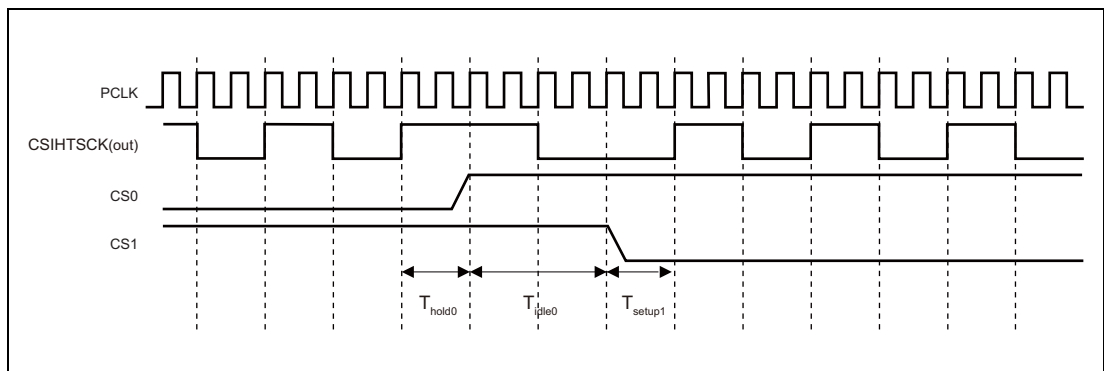 PCLK
CSIHTSCK(out)
CS0
CS1
Thold0 Tidle0 Tsetup1